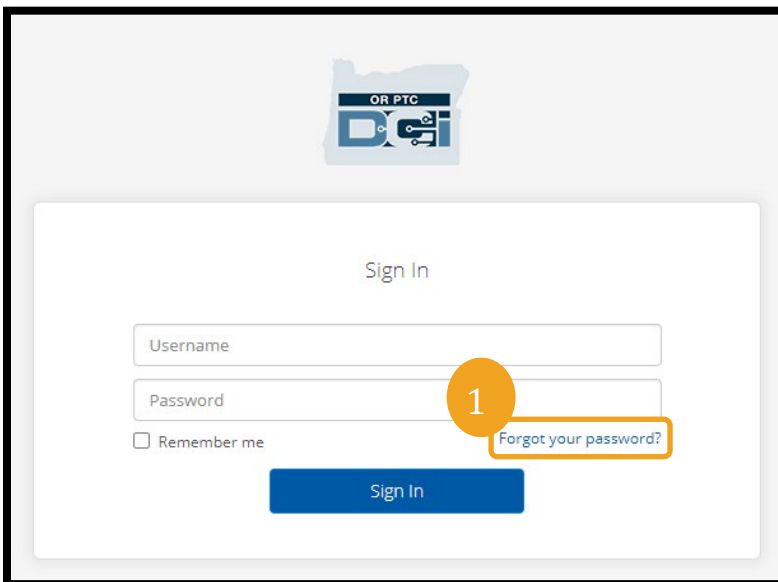 OR PTC
DCi
Sign In
Username
Password
1
Remember me
Forgot your password?
Sign In